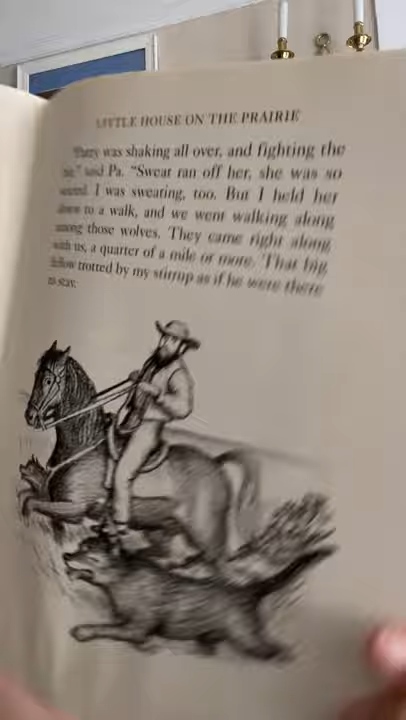 LITTLE HOUSE ON THE PRAIRIE
"Patty was shaking all over, and fighting the
bit," said Pa. "Sweat ran off her, she was so
scared. I was sweating, too. But I held her
down to a walk, and we went walking along
among those wolves. They came right along
with us, a quarter of a mile or more. That big
fellow trotted by my stirrup as if he were there
to stay.